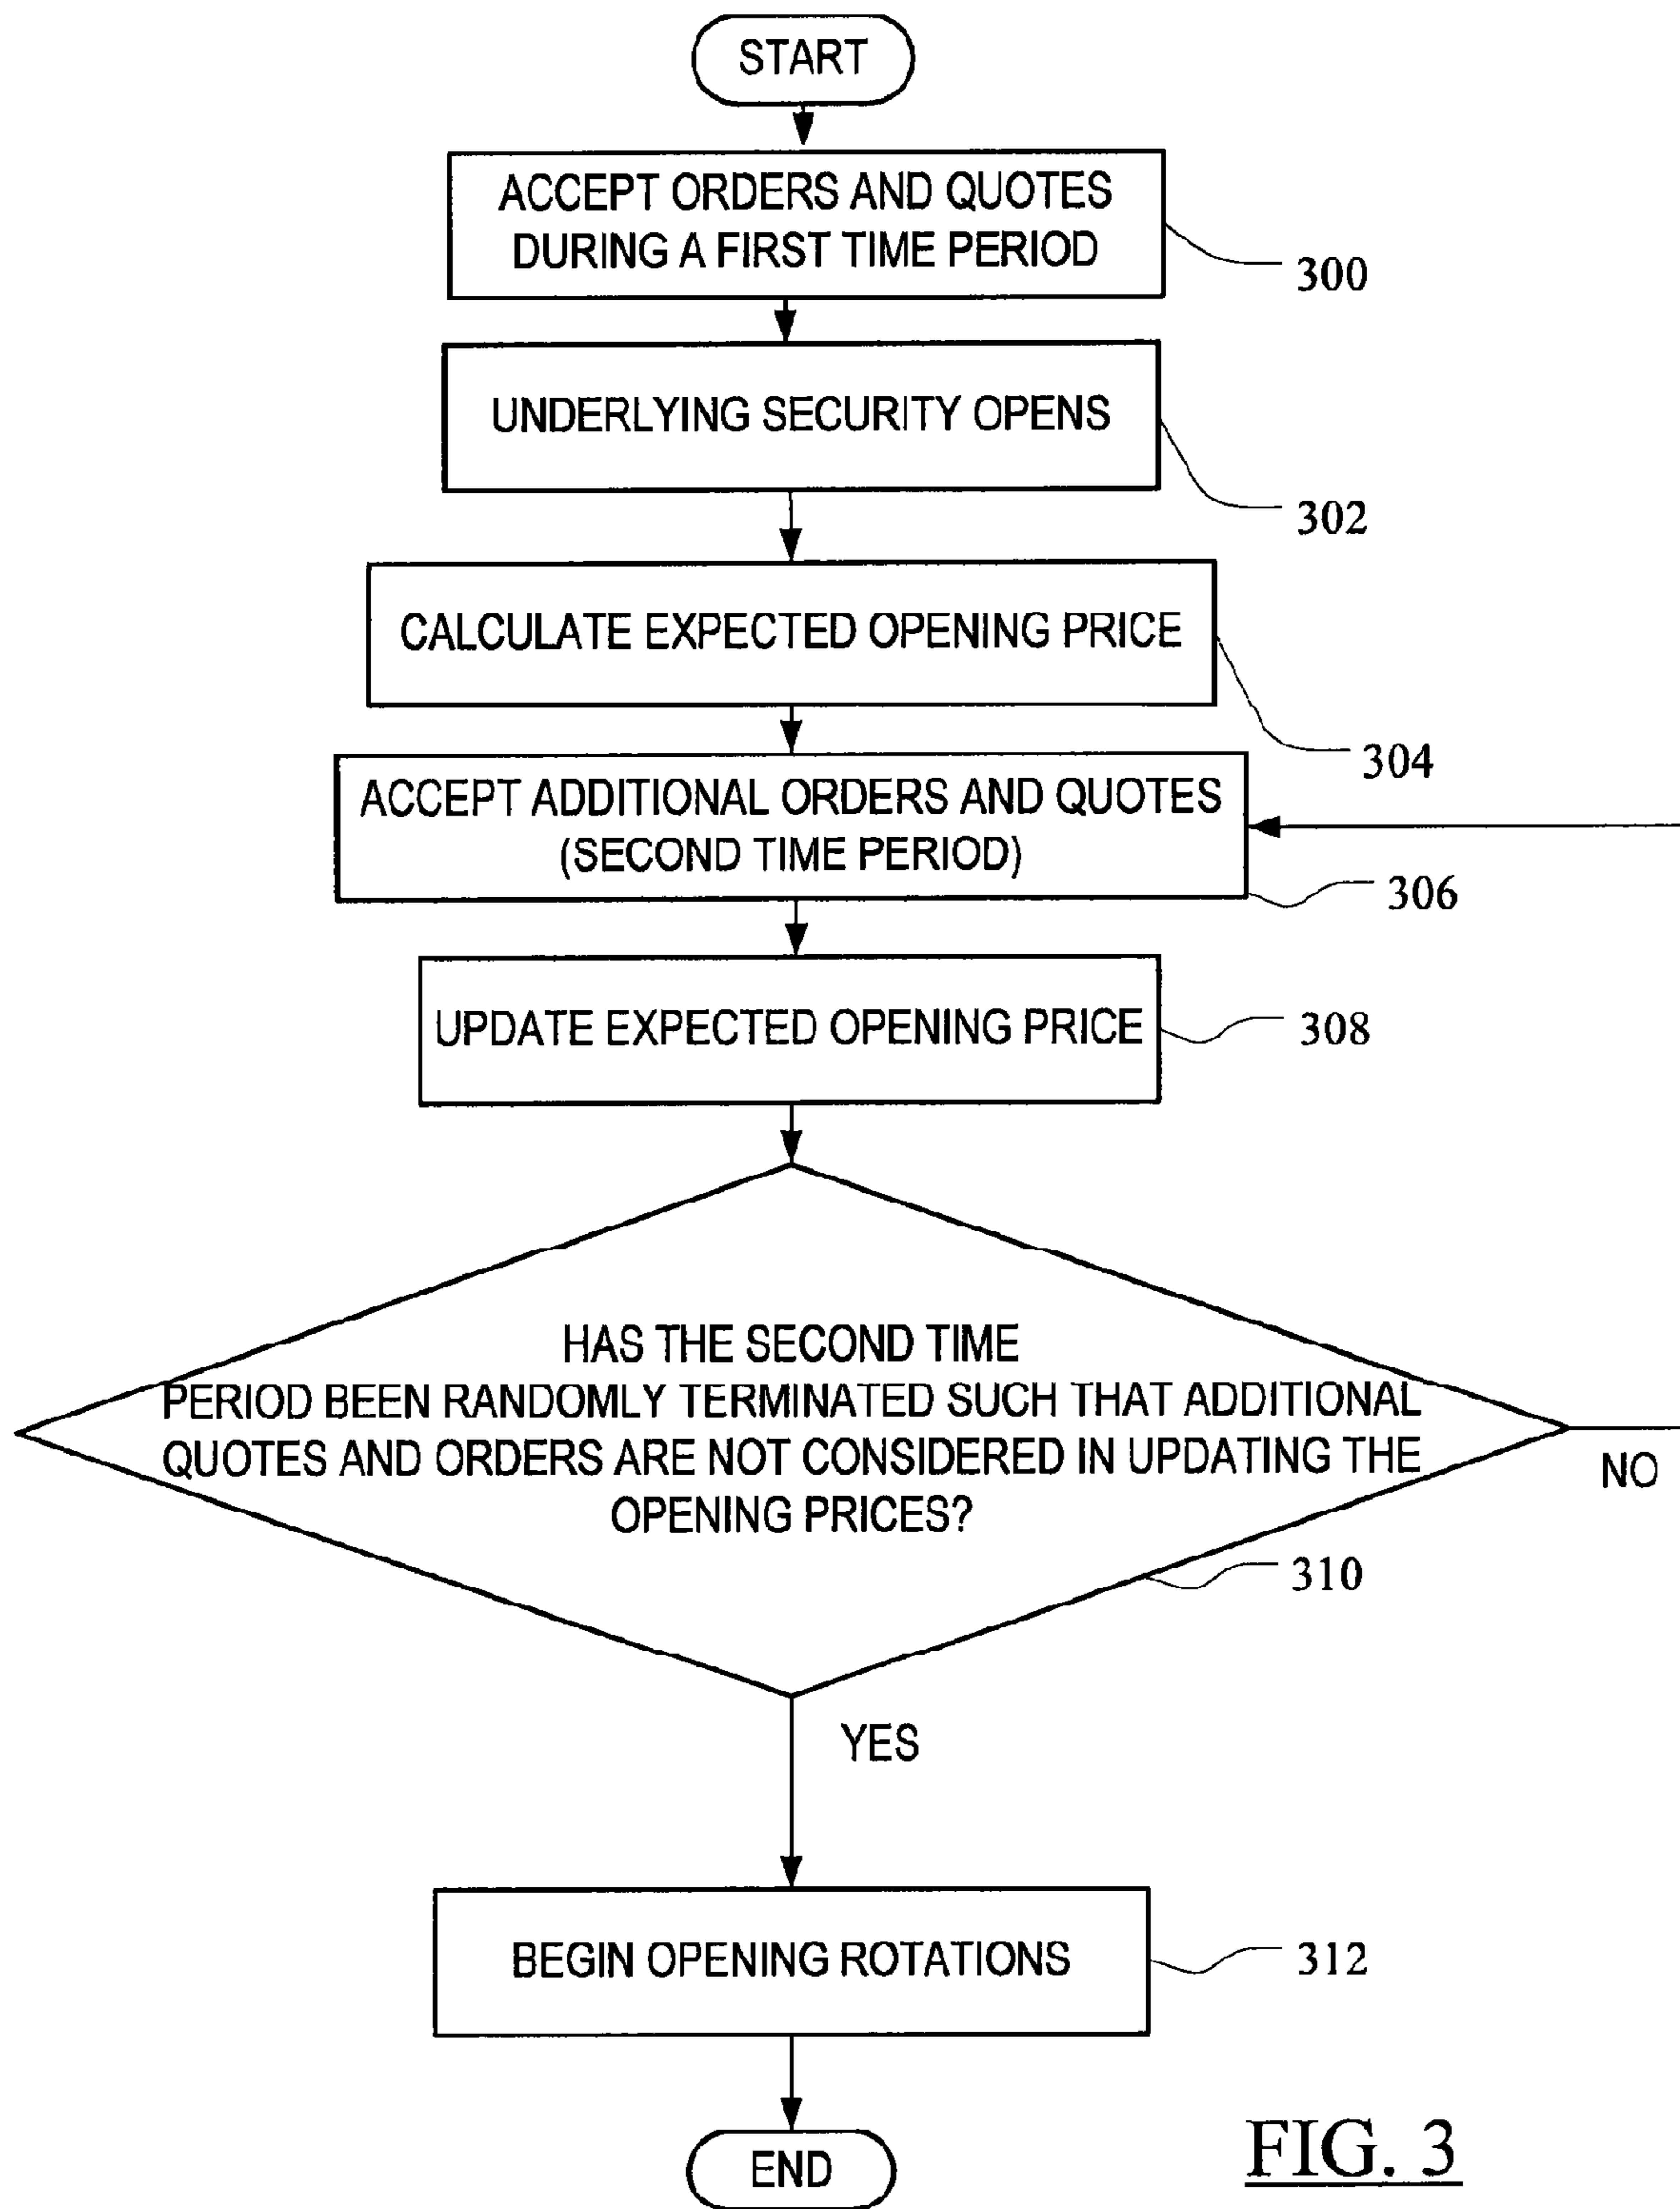 START
ACCEPT ORDERS AND QUOTES
DURING A FIRST TIME PERIOD
300
UNDERLYING SECURITY OPENS
302
CALCULATE EXPECTED OPENING PRICE
304
ACCEPT ADDITIONAL ORDERS AND QUOTES
(SECOND TIME PERIOD)
306
UPDATE EXPECTED OPENING PRICE
308
HAS THE SECOND TIME
PERIOD BEEN RANDOMLY TERMINATED SUCH THAT ADDITIONAL
QUOTES AND ORDERS ARE NOT CONSIDERED IN UPDATING THE
OPENING PRICES?
NO
310
YES
BEGIN OPENING ROTATIONS
312
END
FIG. 3